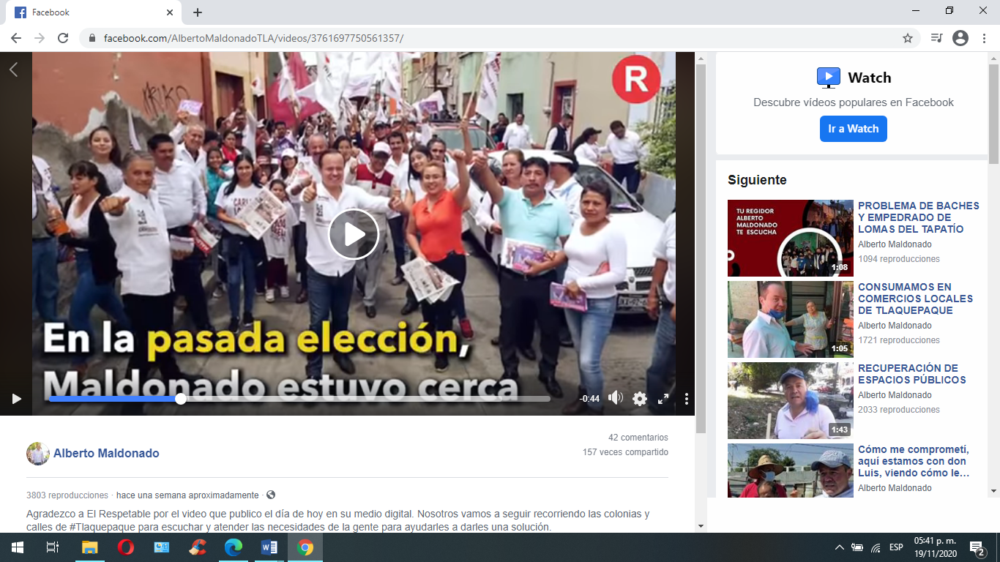 Facebook
facebook.com/AlbertoMaldonadoTLA/videos/3761697750561357/
R
En la pasada elección,
Maldonado estuvo cerca
-0:44
Alberto Maldonado
42 comentarios
157 veces compartido
3803 reproducciones · hace una semana aproximadamente ·
Agradezco a El Respetable por el video que publico el día de hoy en su medio digital. Nosotros vamos a seguir recorriendo las colonias y
calles de #Tlaquepaque para escuchar y atender las necesidades de la gente para ayudarles a darles una solución.
Watch
Descubre vídeos populares en Facebook
Ir a Watch
Siguiente
TU REGIDOR
ALBERTO
MALDONADO
TE ESCUCHA
1:08
PROBLEMA DE BACHES
Y EMPEDRADO DE
LOMAS DEL TAPATÍO
Alberto Maldonado
1094 reproducciones
1:05
CONSUMAMOS EN
COMERCIOS LOCALES
DE TLAQUEPAQUE
Alberto Maldonado
1721 reproducciones
1:43
RECUPERACIÓN DE
ESPACIOS PÚBLICOS
Alberto Maldonado
2033 reproducciones
Cómo me comprometí,
aquí estamos con don
Luis, viendo cómo le…
Alberto Maldonado
ESP
05:41 p. m.
19/11/2020
2